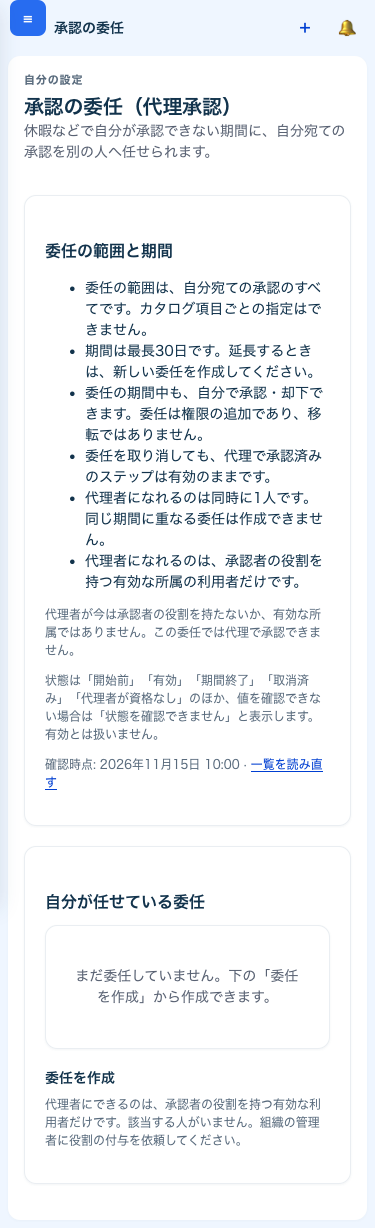 承認の委任
+
自分の設定
承認の委任（代理承認）
休暇などで自分が承認できない期間に、自分宛ての
承認を別の人へ任せられます。
委任の範囲と期間
• 委任の範囲は、自分宛ての承認のすべ
てです。カタログ項目ごとの指定はで
きません。
• 期間は最長30日です。延長するとき
は、新しい委任を作成してください。
• 委任の期間中も、自分で承認・却下で
きます。委任は権限の追加であり、移
転ではありません。
• 委任を取り消しても、代理で承認済み
のステップは有効のままです。
• 代理者になれるのは同時に1人です。
同じ期間に重なる委任は作成できませ
ん。
• 代理者になれるのは、承認者の役割を
持つ有効な所属の利用者だけです。
代理者が今は承認者の役割を持たないか、有効な所
属ではありません。この委任では代理で承認できま
せん。
状態は「開始前」「有効」「期間終了」「取消済
み」「代理者が資格なし」のほか、値を確認できな
い場合は「状態を確認できません」と表示します。
有効とは扱いません。
確認時点: 2026年11月15日 10:00 · 一覧を読み直
す
自分が任せている委任
まだ委任していません。下の「委任
を作成」から作成できます。
委任を作成
代理者にできるのは、承認者の役割を持つ有効な利
用者だけです。該当する人がいません。組織の管理
者に役割の付与を依頼してください。